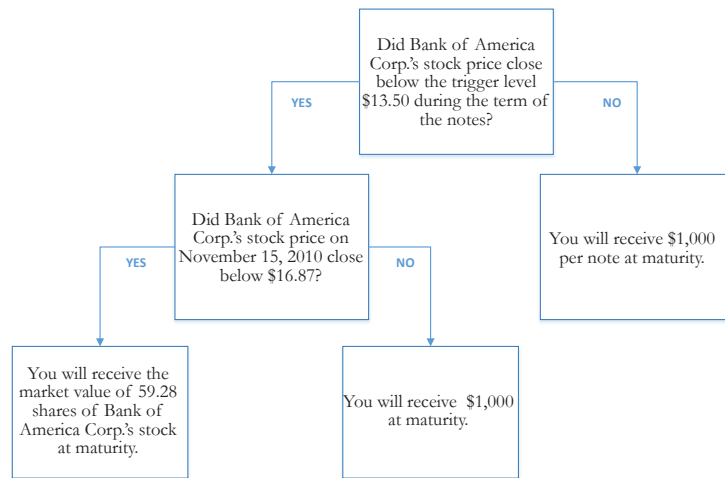 Did Bank of America
Corp.'s stock price close
below the trigger level
$13.50 during the term of
the notes?
YES
NO
Did Bank of America
Corp.'s stock price on
November 15, 2010 close
below $16.87?
You will receive $1,000
per note at maturity.
YES
NO
You will receive the
market value of 59.28
shares of Bank of
America Corp.'s stock
at maturity.
You will receive $1,000
at maturity.